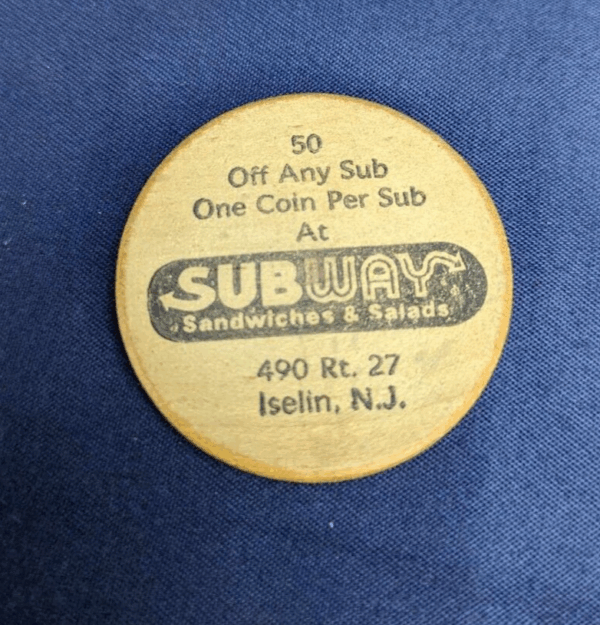 50
Off Any Sub
One Coin Per Sub
At
SUBWAY
Sandwiches & Salads
490 Rt. 27
Iselin, N.J.